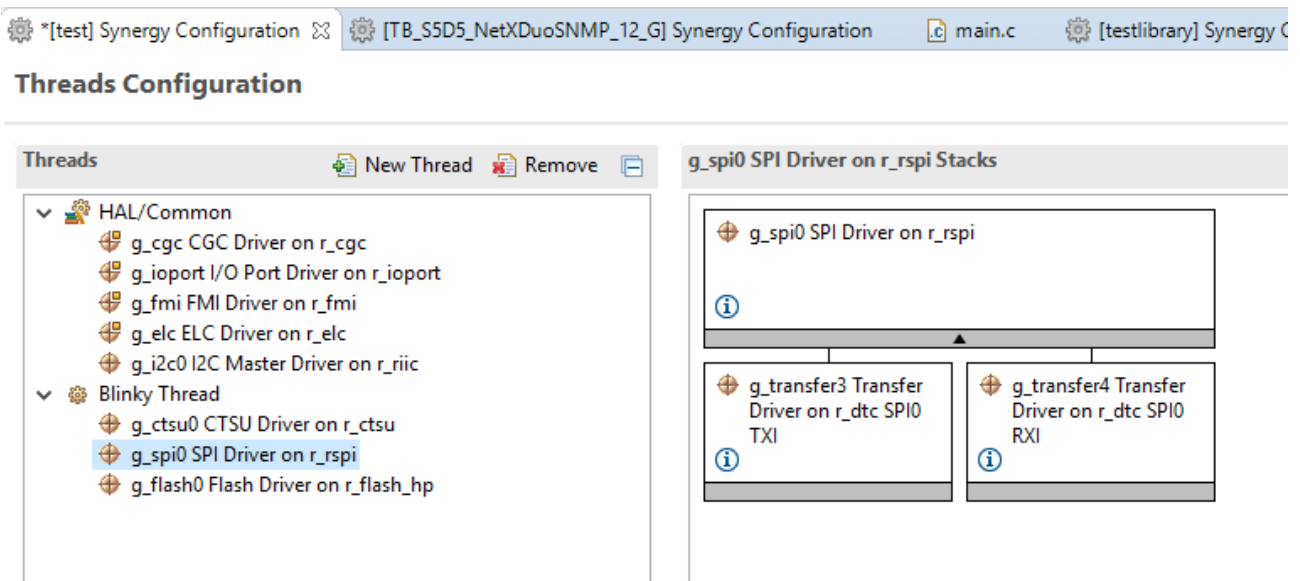 *[test] Synergy Configuration
[TB_S5D5_NetXDuoSNMP_12_G] Synergy Configuration
.c main.c
[testlibrary] Synergy C
Threads Configuration
Threads
New Thread
Remove
g_spi0 SPI Driver on r_rspi Stacks
HAL/Common
g_cgc CGC Driver on r_cgc
g_ioport I/O Port Driver on r_ioport
g_fmi FMI Driver on r_fmi
g_elc ELC Driver on r_elc
g_i2c0 I2C Master Driver on r_riic
Blinky Thread
g_ctsu0 CTSU Driver on r_ctsu
g_spi0 SPI Driver on r_rspi
g_flash0 Flash Driver on r_flash_hp
g_spi0 SPI Driver on r_rspi
g_transfer3 Transfer
Driver on r_dtc SPI0
TXI
g_transfer4 Transfer
Driver on r_dtc SPI0
RXI